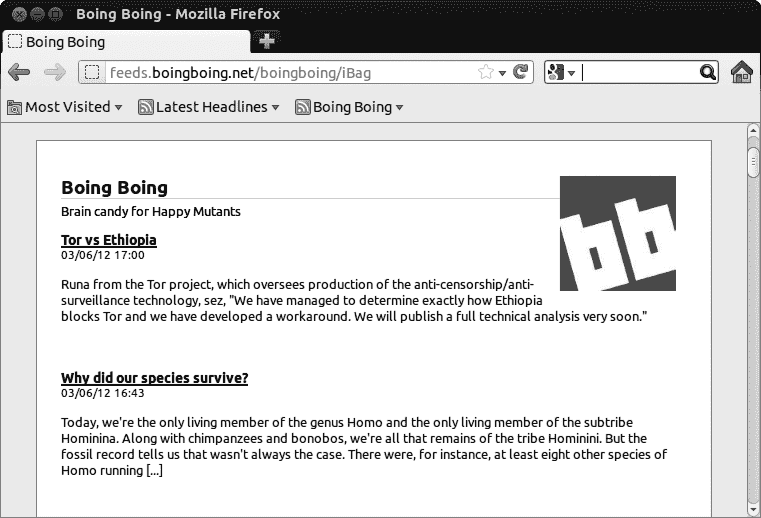 Boing Boing - Mozilla Firefox
Boing Boing
feeds.boingboing.net/boingboing/iBag
Most Visited
Latest Headlines
Boing Boing
Boing Boing
bb
Brain candy for Happy Mutants
Tor vs Ethiopia
03/06/12 17:00
Runa from the Tor project, which oversees production of the anti-censorship/anti-
surveillance technology, sez, "We have managed to determine exactly how Ethiopia
blocks Tor and we have developed a workaround. We will publish a full technical analysis very soon."
Why did our species survive?
03/06/12 16:43
Today, we're the only living member of the genus Homo and the only living member of the subtribe
Hominina. Along with chimpanzees and bonobos, we're all that remains of the tribe Hominini. But the
fossil record tells us that wasn't always the case. There were, for instance, at least eight other species of
Homo running [...]